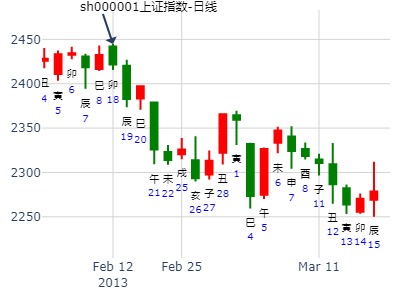 sh000001上证指数-日线
2450
2400
2350
2300
2250
丑
4
寅
5
卯
6
辰
7
巳
8
卯
18
辰
19
巳
20
午
21
未
22
戌
25
亥
26
子
27
丑
28
寅
1
巳
4
午
5
未
6
申
7
酉
8
子
11
丑
12
寅
13
卯
14
辰
15
Feb 12
2013
Feb 25
Mar 11